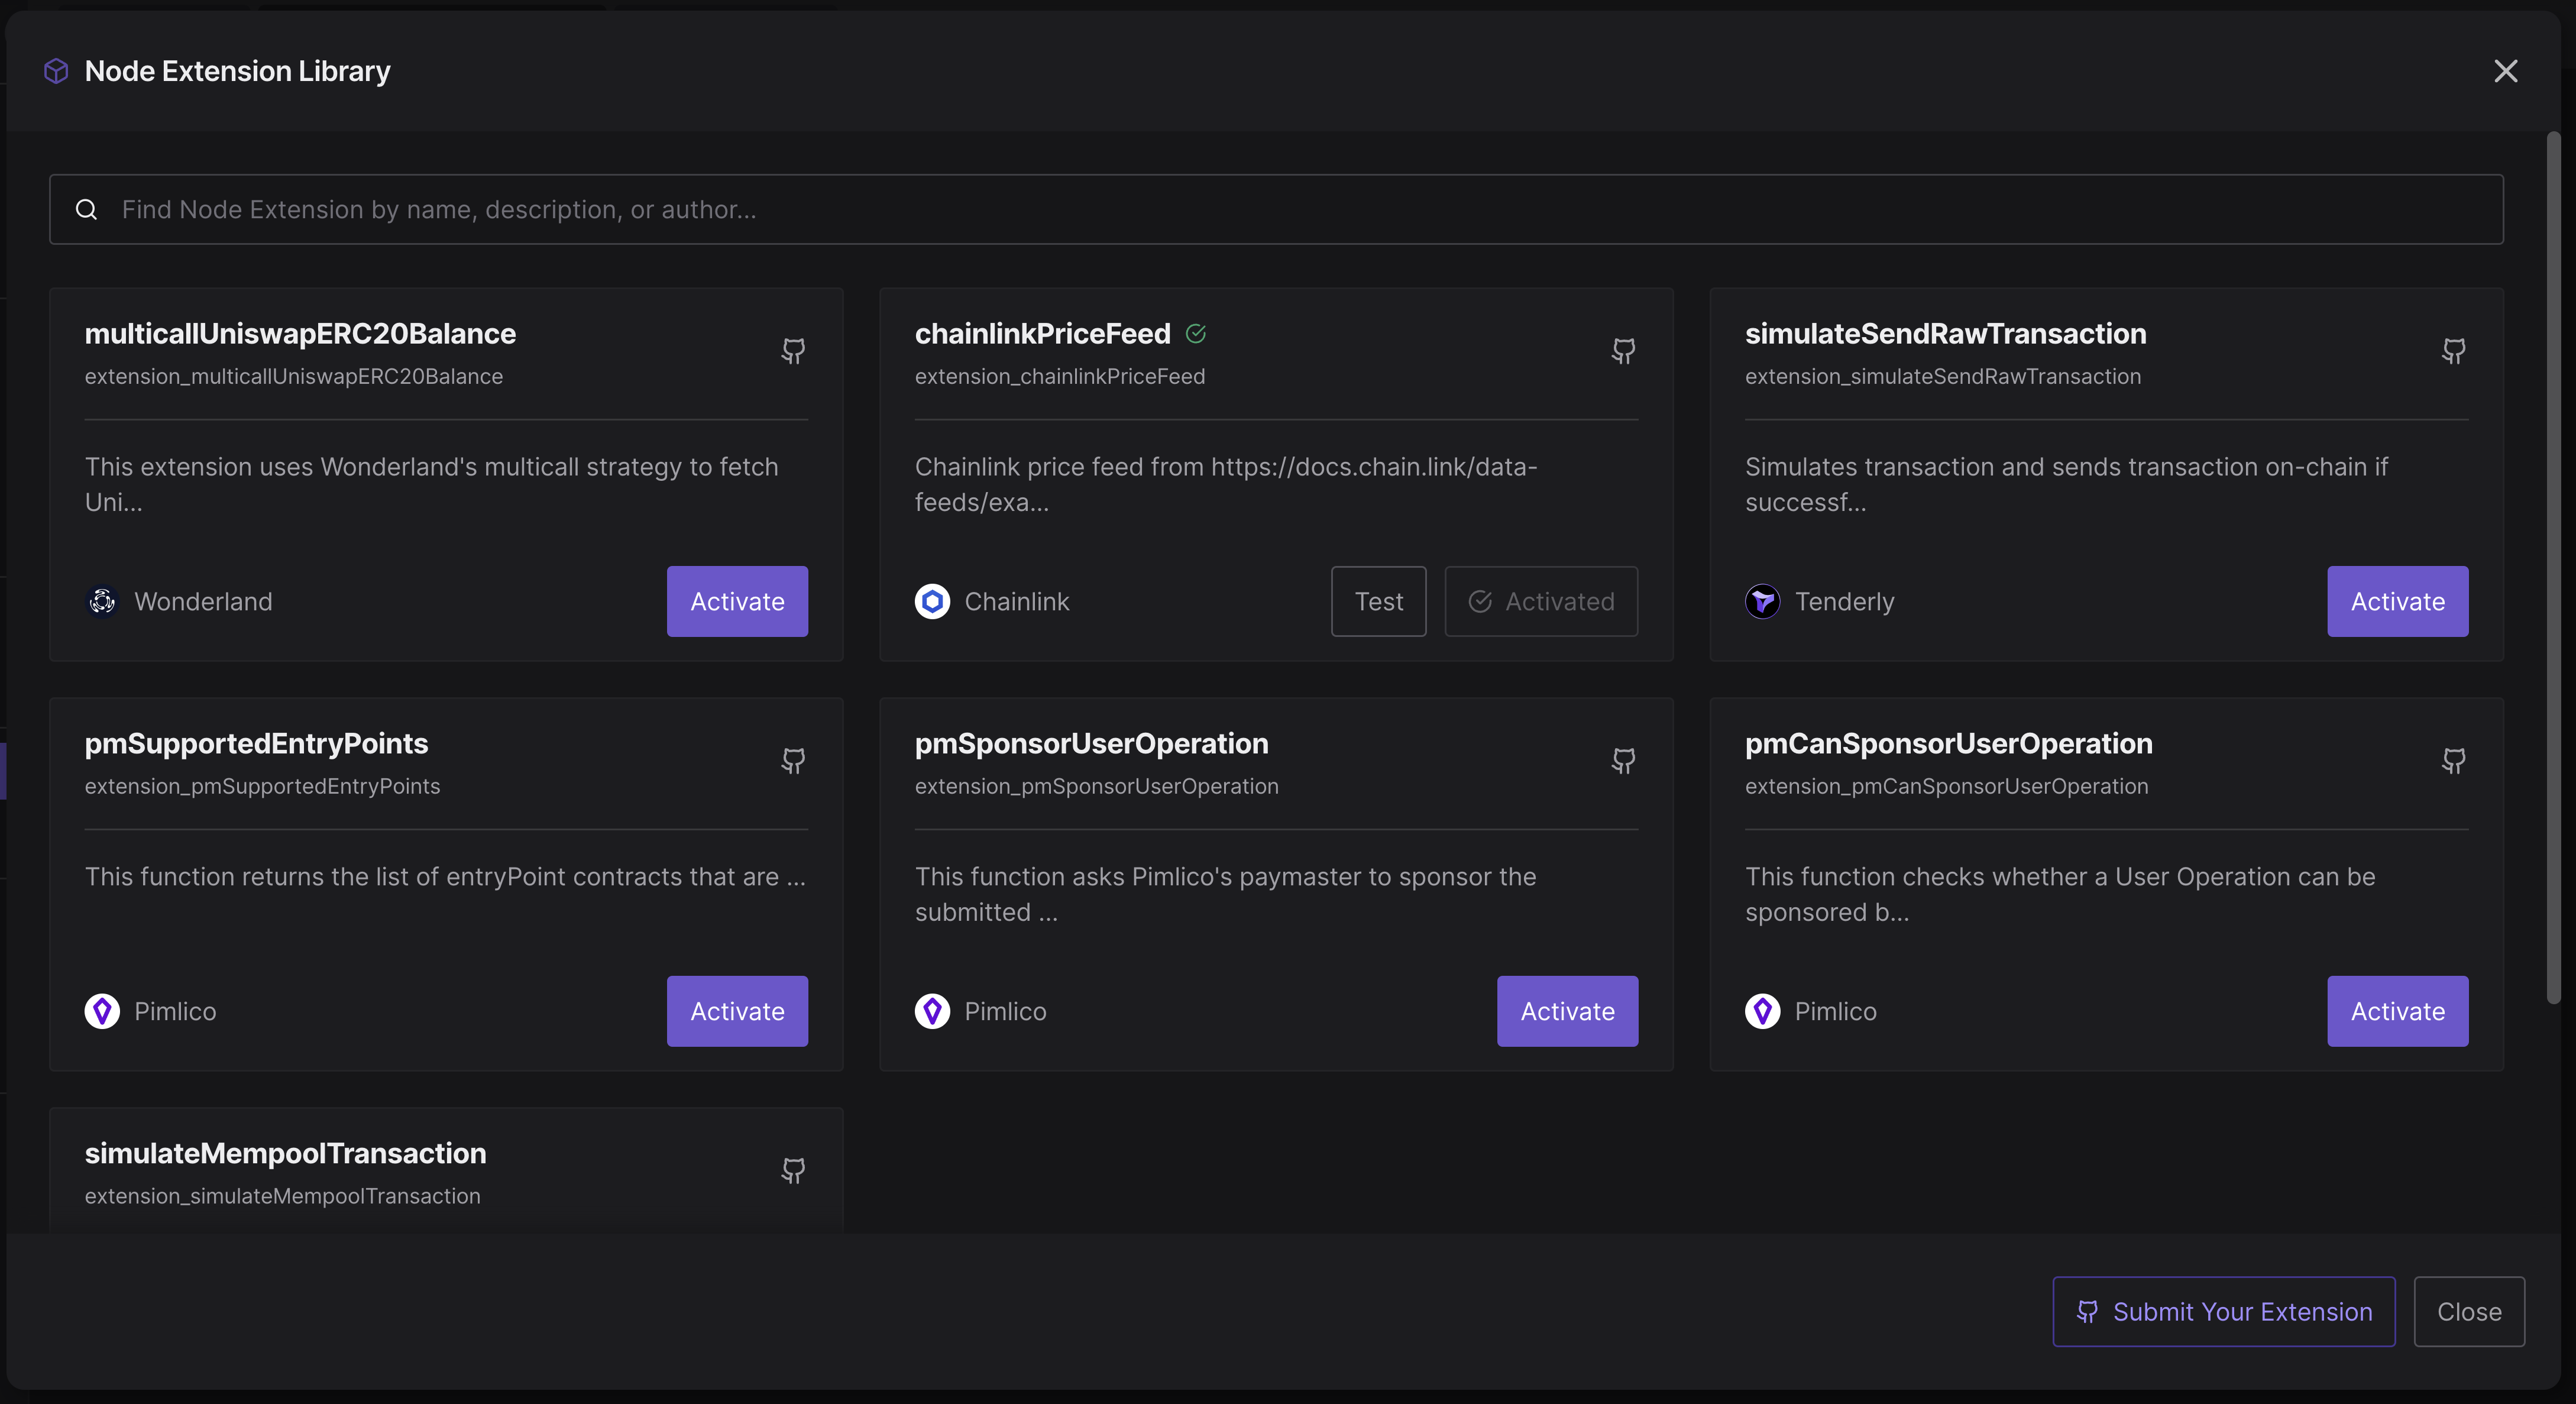 Node Extension Library
Find Node Extension by name, description, or author...
multicallUniswapERC20Balance
extension_multicallUniswapERC20Balance
This extension uses Wonderland's multicall strategy to fetch
Uni...
Wonderland
Activate
chainlinkPriceFeed
extension_chainlinkPriceFeed
Chainlink price feed from https://docs.chain.link/data-
feeds/exa...
Chainlink
Test
Activated
simulateSendRawTransaction
extension_simulateSendRawTransaction
Simulates transaction and sends transaction on-chain if
successf...
Tenderly
Activate
pmSupportedEntryPoints
extension_pmSupportedEntryPoints
This function returns the list of entryPoint contracts that are ...
Pimlico
Activate
pmSponsorUserOperation
extension_pmSponsorUserOperation
This function asks Pimlico's paymaster to sponsor the
submitted ...
Pimlico
Activate
pmCanSponsorUserOperation
extension_pmCanSponsorUserOperation
This function checks whether a User Operation can be
sponsored b...
Pimlico
Activate
simulateMempoolTransaction
extension_simulateMempoolTransaction
Submit Your Extension
Close